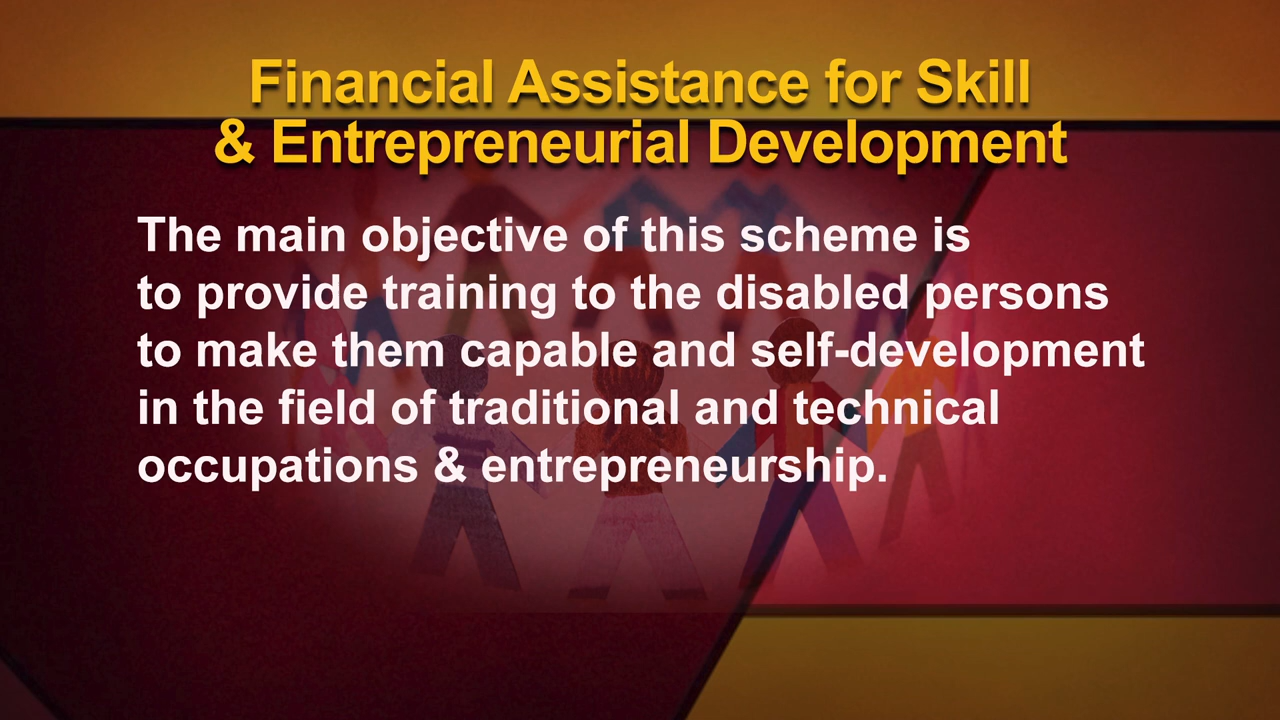 Financial Assistance for Skill
& Entrepreneurial Development
The main objective of this scheme is
to provide training to the disabled persons
to make them capable and self-development
in the field of traditional and technical
occupations & entrepreneurship.